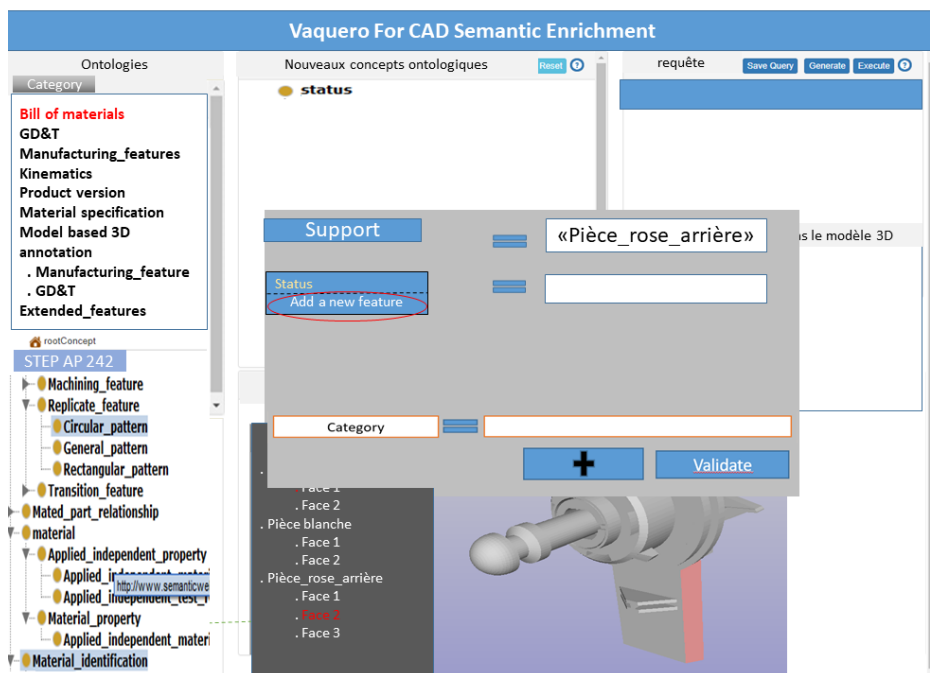 Vaquero For CAD Semantic Enrichment
Ontologies
Category
Bill of materials
GD&T
Manufacturing_features
Kinematics
Product version
Material specification
Model based 3D
annotation
. Manufacturing_feature
. GD&T
Extended_features
rootConcept
STEP AP 242
Machining_feature
Replicate_feature
Circular_pattern
General_pattern
Rectangular_pattern
Transition_feature
Mated_part_relationship
material
Applied_independent_property
http://www.semanticwe
Material_property
Applied_independent_materi
Material_identification
Nouveaux concepts ontologiques
Reset ?
status
requête
Save Query Generate Execute ?
le modèle 3D
Support = «Pièce_rose_arrière»
Status
Add a new feature
Category
+ Validate
. Face 1
. Face 2
. Pièce blanche
. Face 1
. Face 2
. Pièce_rose_arrière
. Face 1
. Face 2
. Face 3